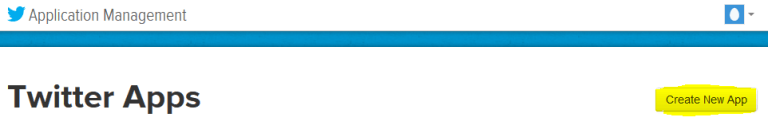 Application Management
Twitter Apps
Create New App